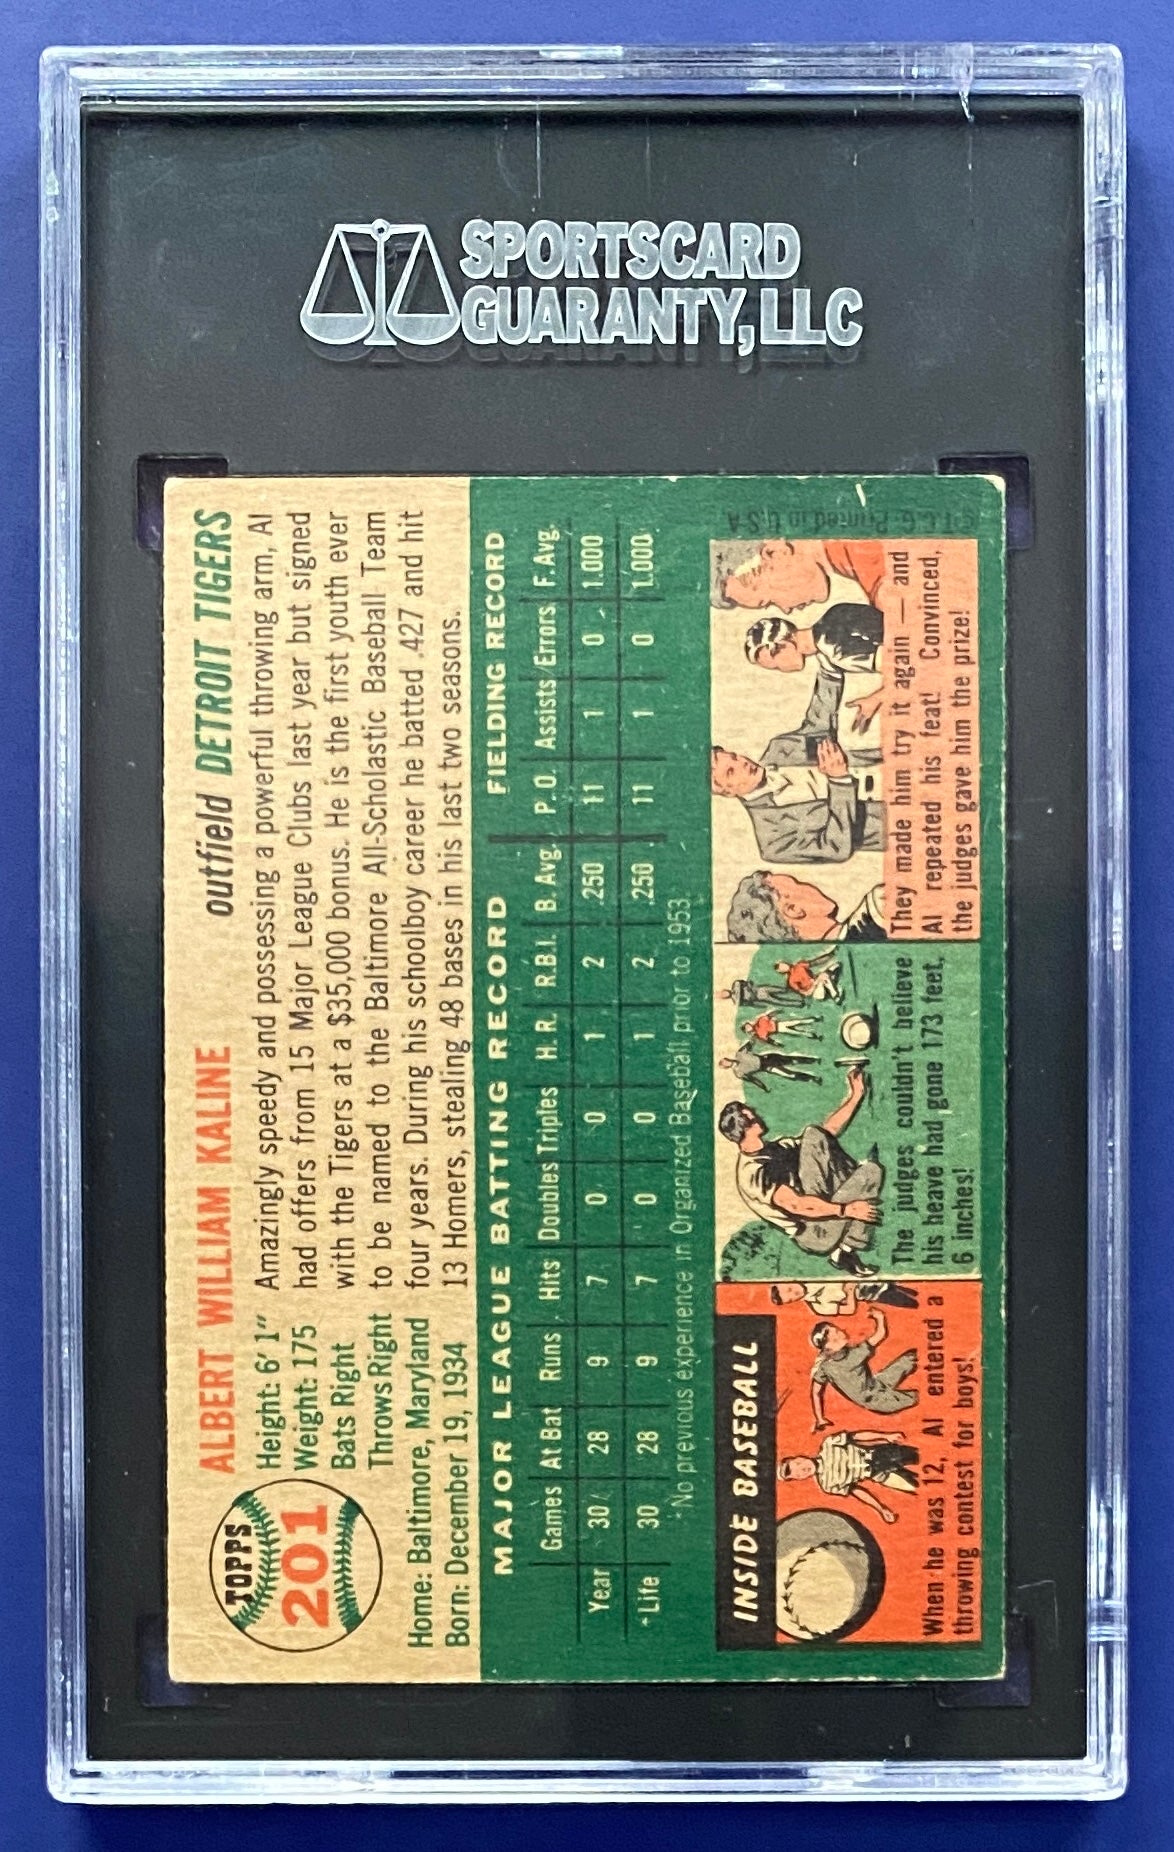 SPORTSCARD
GUARANTY, LLC
TOPPS
201
ALBERT WILLIAM KALINE
outfield DETROIT TIGERS
Height: 6' 1"
Weight: 175
Bats Right
Throws Right
Home: Baltimore, Maryland
Born: December 19, 1934
Amazingly speedy and possessing a powerful throwing arm, Al
had offers from 15 Major League Clubs last year but signed
with the Tigers at a $35,000 bonus. He is the first youth ever
to be named to the Baltimore All-Scholastic Baseball Team
four years. During his schoolboy career he batted .427 and hit
13 Homers, stealing 48 bases in his last two seasons.
MAJOR LEAGUE BATTING RECORD FIELDING RECORD
Games At Bat Runs Hits Doubles Triples H. R. R.B.I. B. Avg. P. O. Assists Errors F. Avg.
Year 30 28 9 7 0 0 1 2 .250 11 1 0 1.000
*Life 30 28 9 7 0 0 1 2 .250 11 1 0 1.000
*No previous experience in Organized Baseball prior to 1953.
INSIDE BASEBALL
When he was 12, Al entered a
throwing contest for boys!
The judges couldn't believe
his heave had gone 173 feet,
6 inches!
They made him try it again — and
Al repeated his feat! Convinced,
the judges gave him the prize!
© T. C. G. Printed in U. S. A.